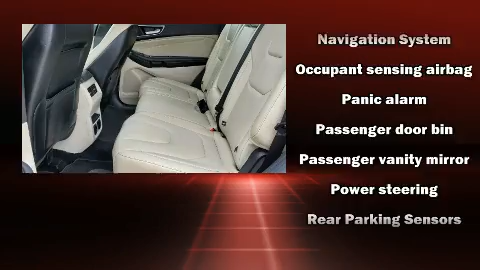 Navigation System
Occupant sensing airbag
Panic alarm
Passenger door bin
Passenger vanity mirror
Power steering
Rear Parking Sensors